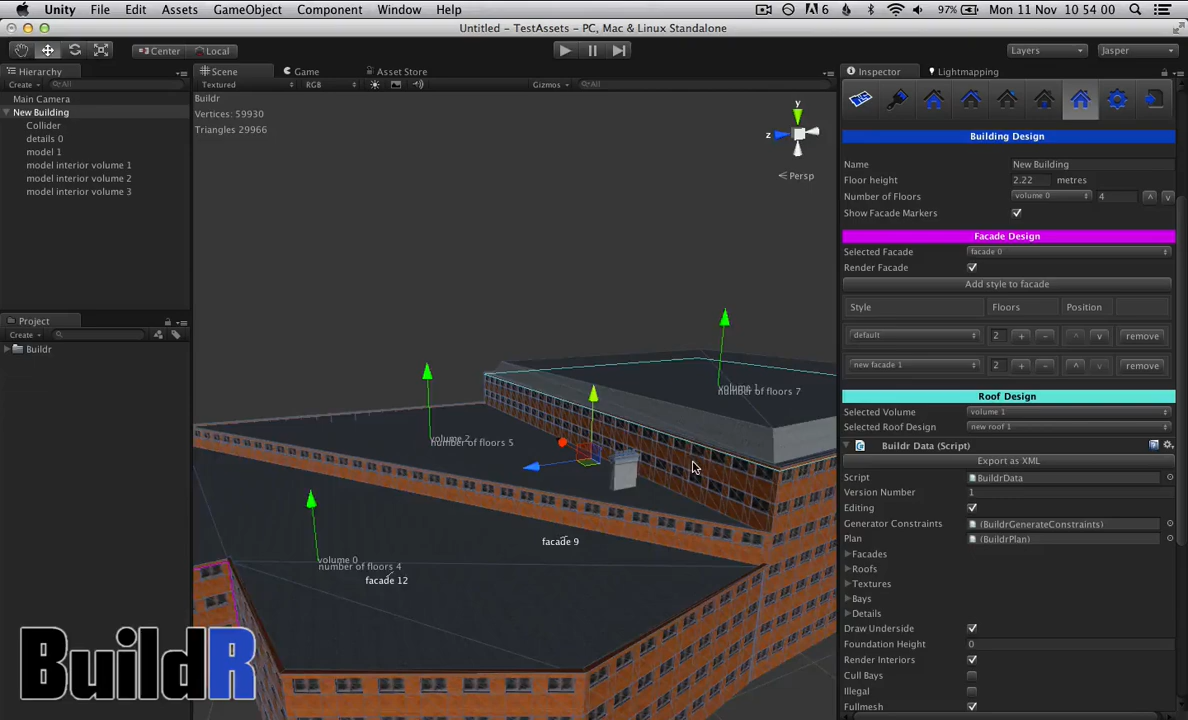 Unity File Edit Assets GameObject Component Window Help
6 97% Mon 11 Nov 10 54 00
Untitled - TestAssets - PC, Mac & Linux Standalone
Center Local
Layers Jasper
Hierarchy
Create All
Main Camera
New Building
Collider
details 0
model 1
model interior volume 1
model interior volume 2
model interior volume 3
Project
Create
Buildr
Scene Game Asset Store
Textured RGB Gizmos All
Buildr
Vertices: 59930
Triangles 29966
y
z
Persp
volume 1
number of floors 7
volume 2
number of floors 5
facade 9
volume 0
number of floors 4
facade 12
BuildR
Inspector Lightmapping
Building Design
Name New Building
Floor height 2.22 metres
Number of Floors volume 0 4 ^ v
Show Facade Markers
Facade Design
Selected Facade facade 0
Render Facade
Add style to facade
Style Floors Position
default 2 + - ^ v remove
new facade 1 2 + - ^ v remove
Roof Design
Selected Volume volume 1
Selected Roof Design new roof 1
Buildr Data (Script)
Export as XML
Script BuildrData
Version Number 1
Editing
Generator Constraints (BuildrGenerateConstraints)
Plan (BuildrPlan)
Facades
Roofs
Textures
Bays
Details
Draw Underside
Foundation Height 0
Render Interiors
Cull Bays
Illegal
Fullmesh